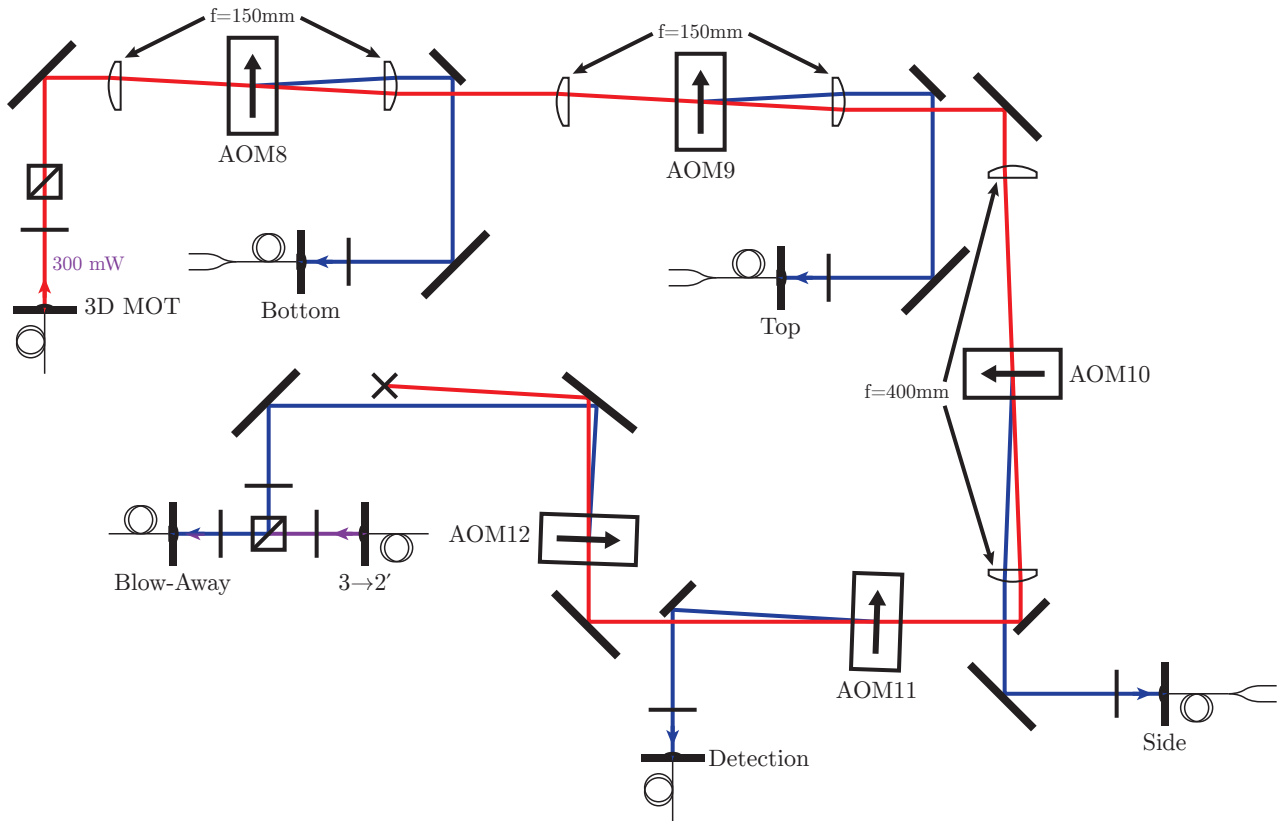 f=150mm
f=150mm
AOM8
AOM9
300 mW
3D MOT
Bottom
Top
AOM10
f=400mm
AOM12
Blow-Away
3→2′
AOM11
Side
Detection